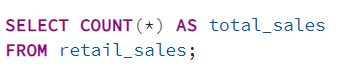 SELECT COUNT(*) AS total_sales
FROM retail_sales;